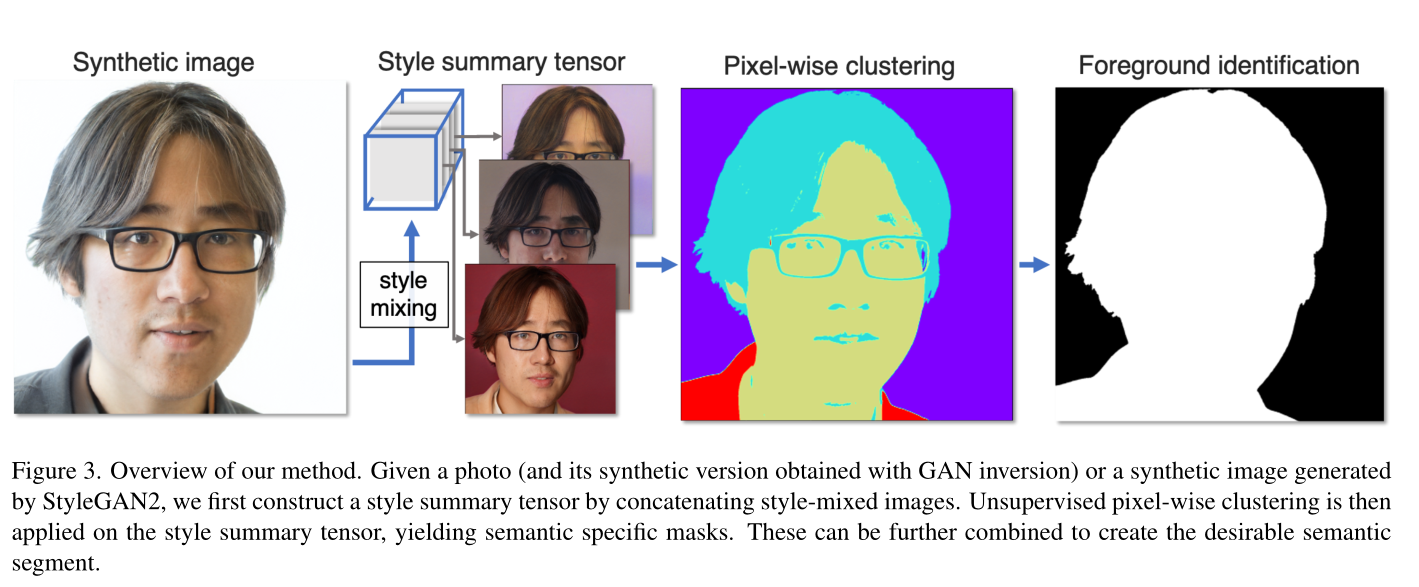 Synthetic image
Style summary tensor
Pixel-wise clustering
Foreground identification
style
mixing
Figure 3. Overview of our method. Given a photo (and its synthetic version obtained with GAN inversion) or a synthetic image generated
by StyleGAN2, we first construct a style summary tensor by concatenating style-mixed images. Unsupervised pixel-wise clustering is then
applied on the style summary tensor, yielding semantic specific masks. These can be further combined to create the desirable semantic
segment.